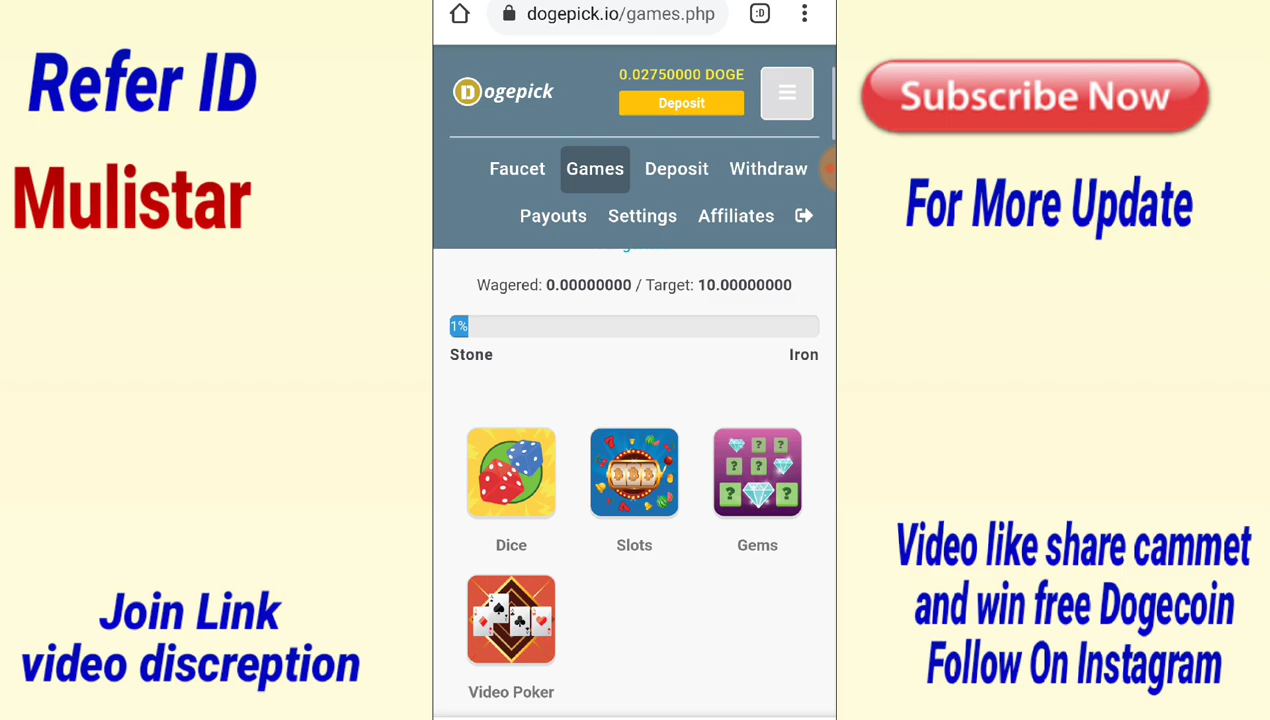 Refer ID
Mulistar
Join Link
video discreption
dogepick.io/games.php
:D
Dogepick
0.02750000 DOGE
Deposit
Faucet Games Deposit Withdraw
Payouts Settings Affiliates
Wagered: 0.00000000 / Target: 10.00000000
1%
Stone Iron
Dice Slots Gems
Video Poker
Subscribe Now
For More Update
Video like share cammet
and win free Dogecoin
Follow On Instagram